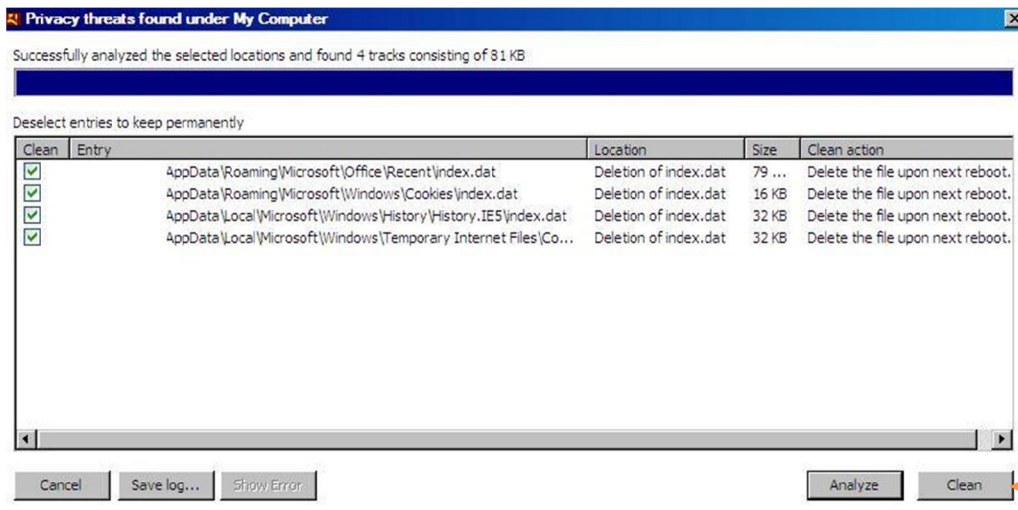 Privacy threats found under My Computer
Successfully analyzed the selected locations and found 4 tracks consisting of 81 KB
Deselect entries to keep permanently
Clean Entry Location Size Clean action
AppData\Roaming\Microsoft\Office\Recent\index.dat Deletion of index.dat 79 ... Delete the file upon next reboot.
AppData\Roaming\Microsoft\Windows\Cookies\index.dat Deletion of index.dat 16 KB Delete the file upon next reboot.
AppData\Local\Microsoft\Windows\History\History.IE5\index.dat Deletion of index.dat 32 KB Delete the file upon next reboot.
AppData\Local\Microsoft\Windows\Temporary Internet Files\Co... Deletion of index.dat 32 KB Delete the file upon next reboot.
Cancel Save log... Show Error Analyze Clean